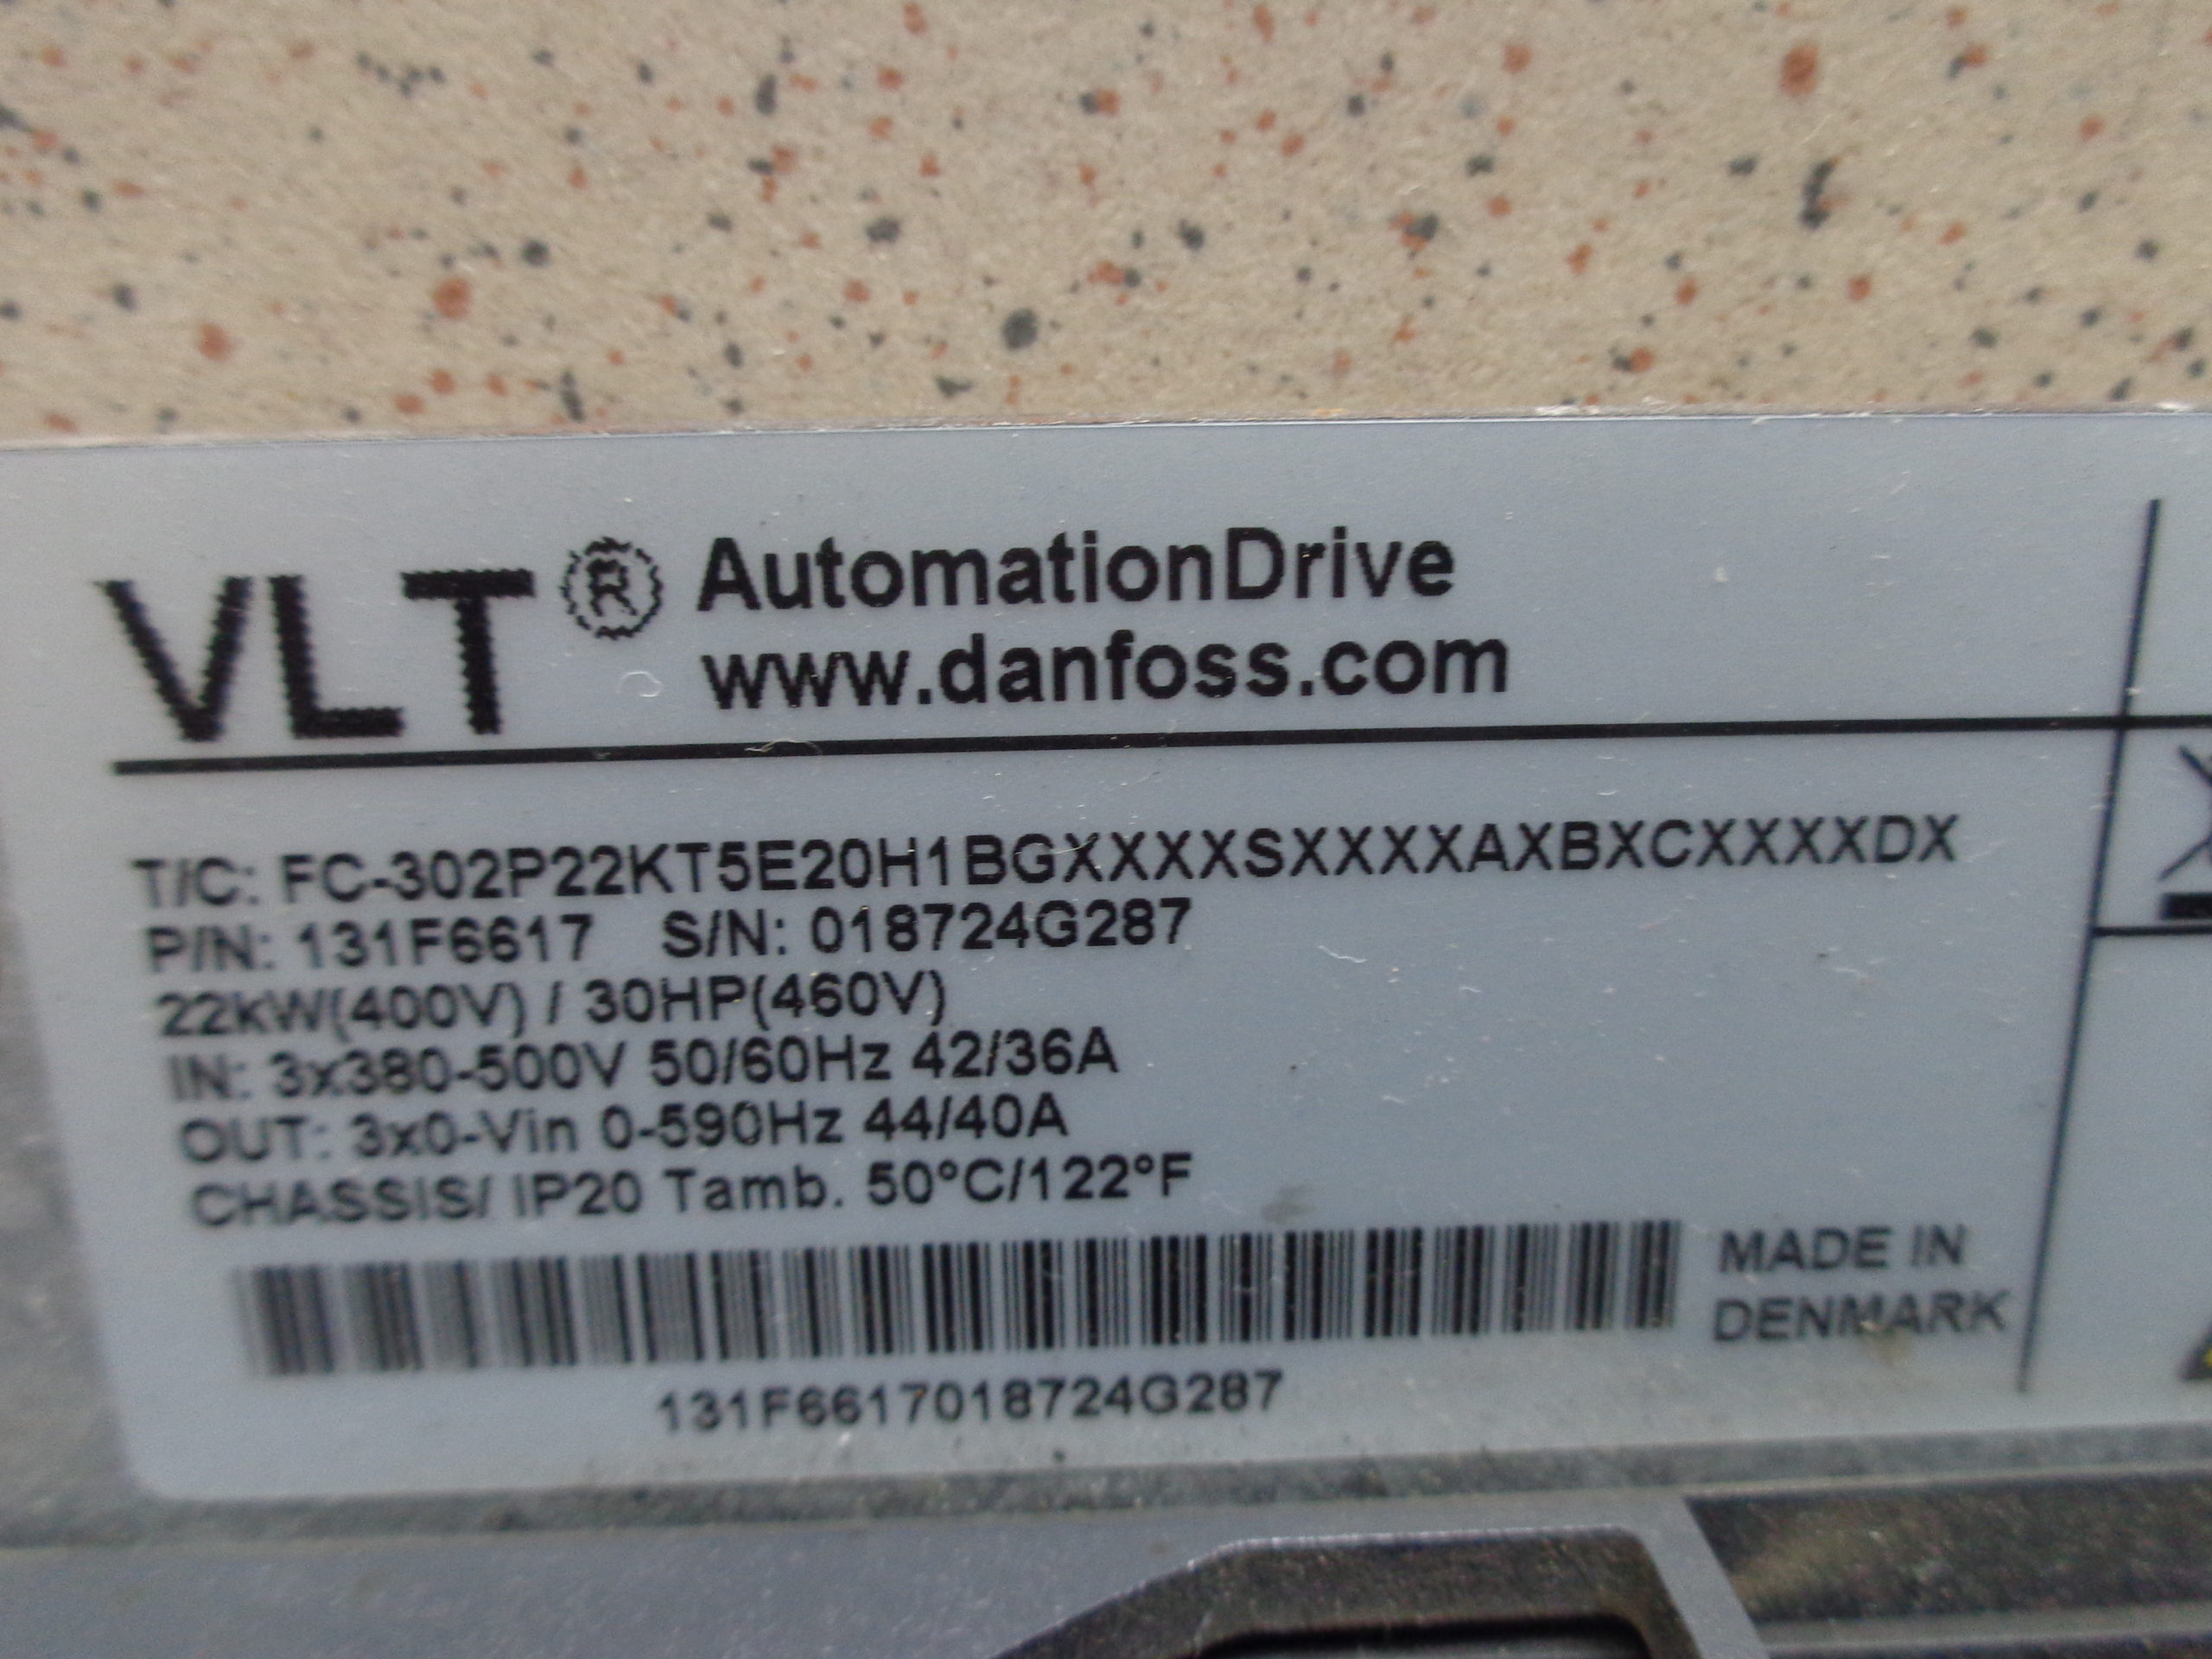 VLT® AutomationDrive
www.danfoss.com
T/C: FC-302P22KT5E20H1BGXXXXSXXXXAXBXCXXXXDX
P/N: 131F6617 S/N: 018724G287
22kW(400V) / 30HP(460V)
IN: 3x380-500V 50/60Hz 42/36A
OUT: 3x0-Vin 0-590Hz 44/40A
CHASSIS/ IP20 Tamb. 50°C/122°F
MADE IN
DENMARK
131F6617018724G287